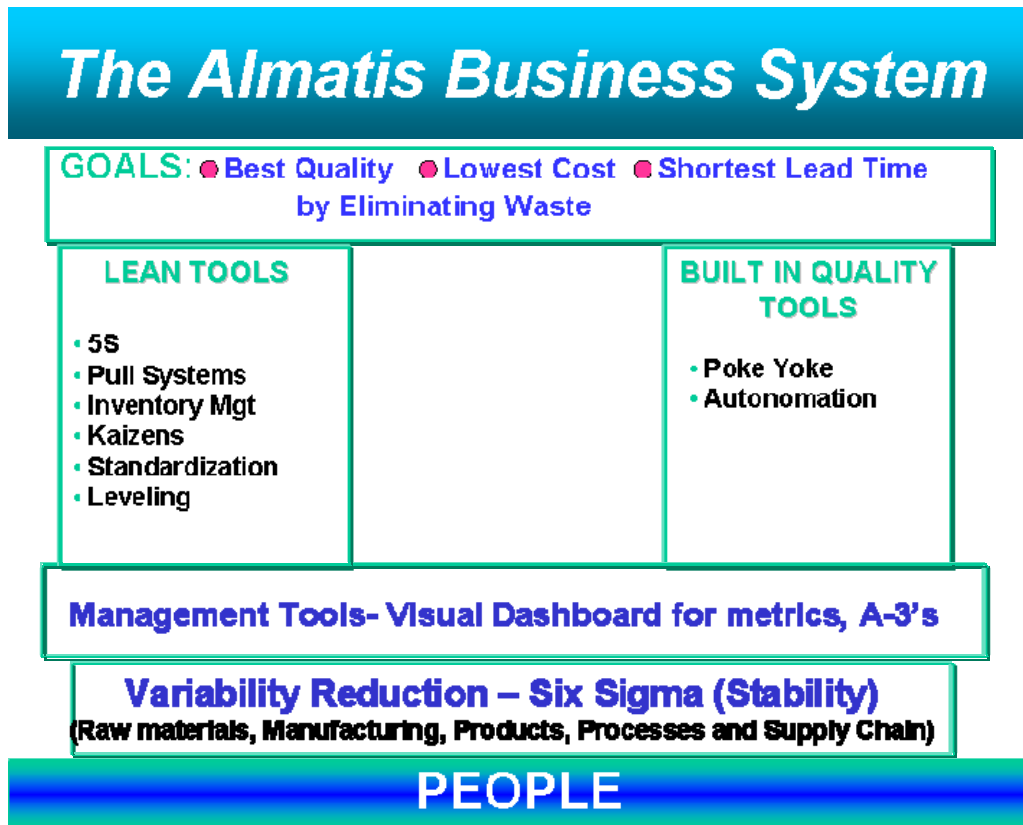 The Almatis Business System
GOALS: ● Best Quality ● Lowest Cost ● Shortest Lead Time
by Eliminating Waste
LEAN TOOLS
• 5S
• Pull Systems
• Inventory Mgt
• Kaizens
• Standardization
• Leveling
BUILT IN QUALITY
TOOLS
• Poke Yoke
• Autonomation
Management Tools- Visual Dashboard for metrics, A-3's
Variability Reduction – Six Sigma (Stability)
(Raw materials, Manufacturing, Products, Processes and Supply Chain)
PEOPLE